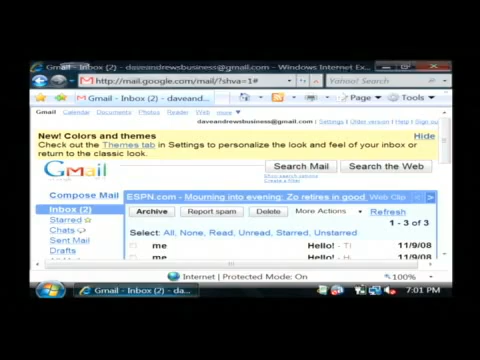 Gmail - Inbox (2) - daveandrewsbusiness@gmail.com - Windows Internet Ex...
http://mail.google.com/mail/?shva=1#
Yahoo! Search
Gmail - Inbox (2) - daveand...
Page
Tools
Gmail Calendar Documents Photos Reader Web more
daveandrewsbusiness@gmail.com | Settings | Older version | Help | Sign out
New! Colors and themes
Hide
Check out the Themes tab in Settings to personalize the look and feel of your inbox or
return to the classic look.
Gmail
Search Mail
Search the Web
Show search options
Create a filter
Compose Mail
Inbox (2)
Starred
Chats
Sent Mail
Drafts
ESPN.com - Mourning into evening: Zo retires in good Web Clip
Archive
Report spam
Delete
More Actions
Refresh
1 - 3 of 3
Select: All, None, Read, Unread, Starred, Unstarred
me Hello! - Ti 11/9/08
me Hello! - H 11/9/08
Internet | Protected Mode: On
100%
Gmail - Inbox (2) - da...
7:01 PM